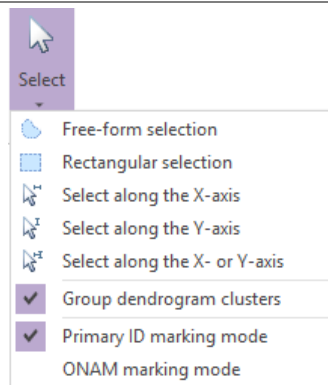 Select
Free-form selection
Rectangular selection
Select along the X-axis
Select along the Y-axis
Select along the X- or Y-axis
Group dendrogram clusters
Primary ID marking mode
ONAM marking mode